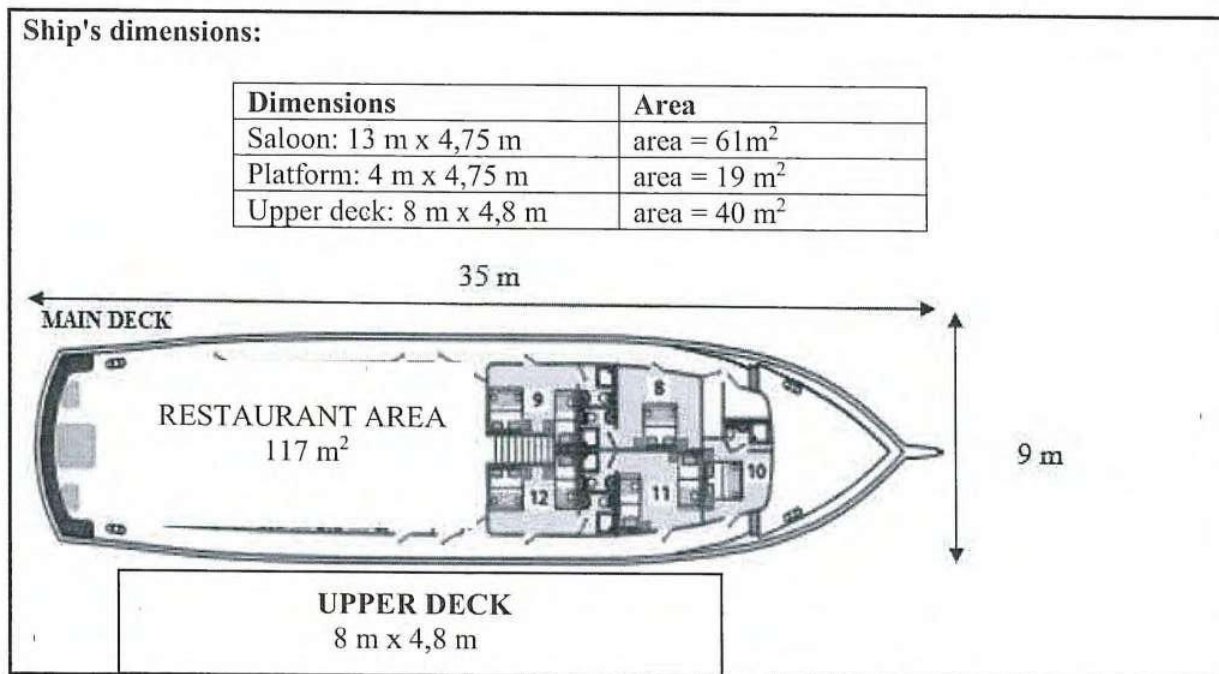 Ship's dimensions:
Dimensions Area
Saloon: 13 m x 4,75 m area = 61m²
Platform: 4 m x 4,75 m area = 19 m²
Upper deck: 8 m x 4,8 m area = 40 m²
35 m
MAIN DECK
9 8
RESTAURANT AREA
117 m²
9 m
12 11 10
UPPER DECK
8 m x 4,8 m